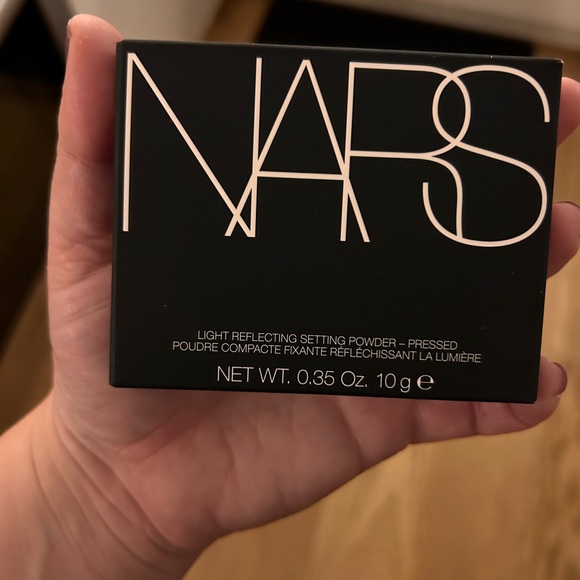 NARS
LIGHT REFLECTING SETTING POWDER – PRESSED
POUDRE COMPACTE FIXANTE RÉFLÉCHISSANT LA LUMIÈRE
NET WT. 0.35 Oz. 10 g ℮